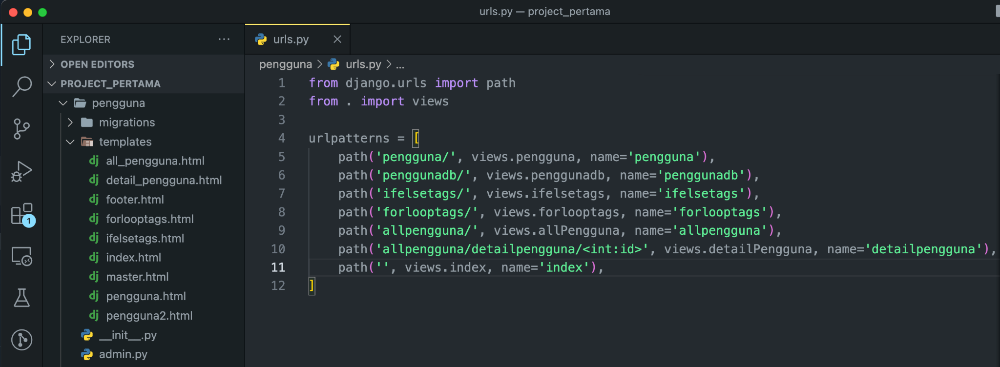 urls.py — project_pertama
EXPLORER
OPEN EDITORS
PROJECT_PERTAMA
pengguna
migrations
templates
all_pengguna.html
detail_pengguna.html
footer.html
forlooptags.html
ifelsetags.html
index.html
master.html
pengguna.html
pengguna2.html
__init__.py
admin.py
1
urls.py
pengguna > urls.py > ...
1 from django.urls import path
2 from . import views
3
4 urlpatterns = [
5 path('pengguna/', views.pengguna, name='pengguna'),
6 path('penggunadb/', views.penggunadb, name='penggunadb'),
7 path('ifelsetags/', views.ifelsetags, name='ifelsetags'),
8 path('forlooptags/', views.forlooptags, name='forlooptags'),
9 path('allpengguna/', views.allPengguna, name='allpengguna'),
10 path('allpengguna/detailpengguna/<int:id>', views.detailPengguna, name='detailpengguna'),
11 path('', views.index, name='index'),
12 ]